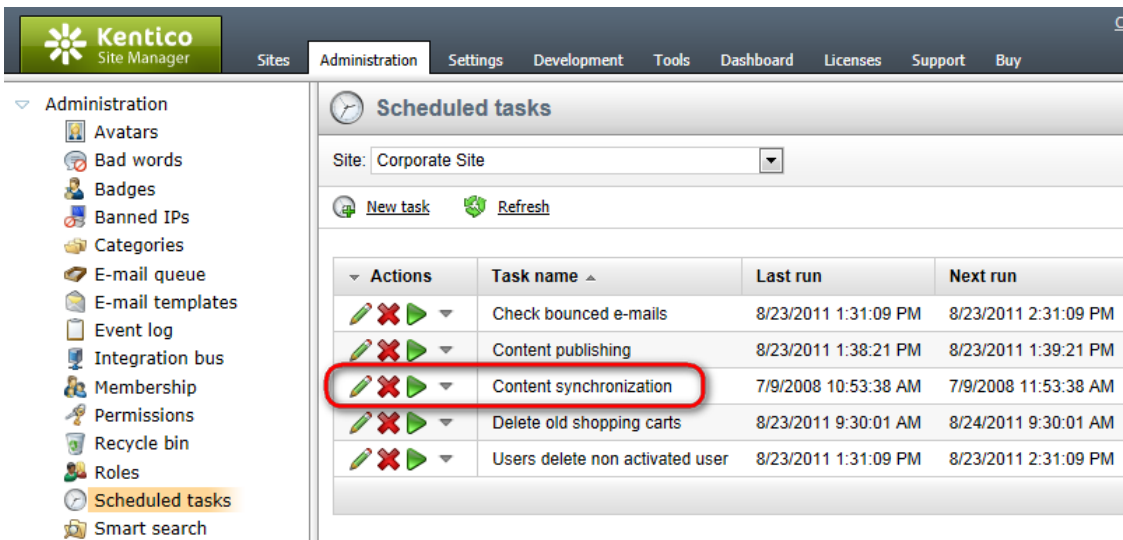 Kentico
Site Manager
Sites Administration Settings Development Tools Dashboard Licenses Support Buy
Administration
Avatars
Bad words
Badges
Banned IPs
Categories
E-mail queue
E-mail templates
Event log
Integration bus
Membership
Permissions
Recycle bin
Roles
Scheduled tasks
Smart search
Scheduled tasks
Site: Corporate Site
New task Refresh
Actions Task name Last run Next run
Check bounced e-mails 8/23/2011 1:31:09 PM 8/23/2011 2:31:09 PM
Content publishing 8/23/2011 1:38:21 PM 8/23/2011 1:39:21 PM
Content synchronization 7/9/2008 10:53:38 AM 7/9/2008 11:53:38 AM
Delete old shopping carts 8/23/2011 9:30:01 AM 8/24/2011 9:30:01 AM
Users delete non activated user 8/23/2011 1:31:09 PM 8/23/2011 2:31:09 PM